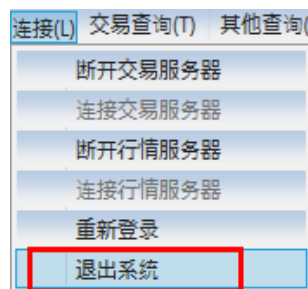 连接(L) 交易查询(T) 其他查询(
断开交易服务器
连接交易服务器
断开行情服务器
连接行情服务器
重新登录
退出系统